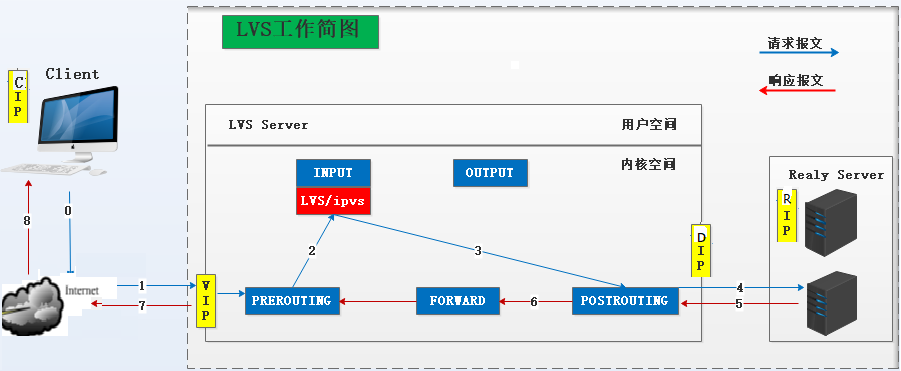 LVS工作简图
请求报文
响应报文
Client
CIP
LVS Server
用户空间
内核空间
INPUT
LVS/ipvs
OUTPUT
Realy Server
RIP
DIP
0
8
2
3
Internet
1
7
VIP
PREROUTING
FORWARD
6
POSTROUTING
4
5